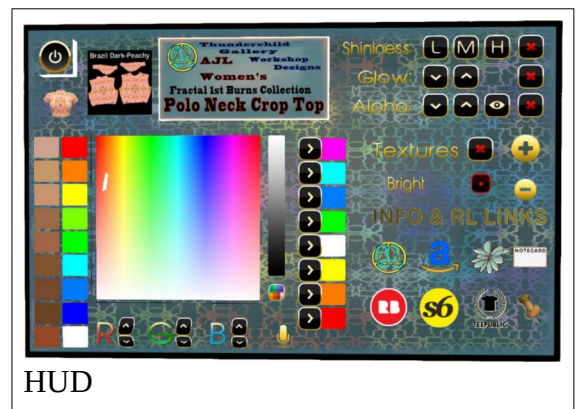 Brazil Dark-Peachy
Thunderchild
Gallery
AJL Workshop
Designs
Women's
Fractal 1st Burns Collection
Polo Neck Crop Top
Shininess: L M H
Glow:
Alpha:
Textures
Bright
INFO & RL LINKS
a
NOTECARD
RB
s6
TEEPUBLIC
R G B
HUD